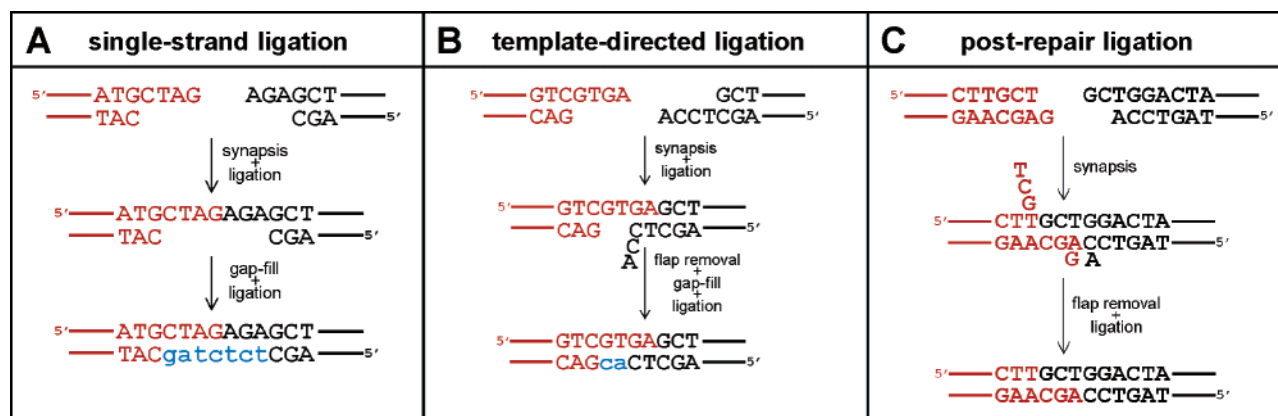 A single-strand ligation
5' ATGCTAG AGAGCT
TAC CGA 5'
synapsis
+
ligation
5' ATGCTAGAGAGCT
TAC CGA 5'
gap-fill
+
ligation
5' ATGCTAGAGAGCT
TACgatctctCGA 5'
B template-directed ligation
5' GTCGTGA GCT
CAG ACCTCGA 5'
synapsis
+
ligation
5' GTCGTGAGCT
CAG CTCGA 5'
C
A
flap removal
+
gap-fill
+
ligation
5' GTCGTGAGCT
CAGcaCTCGA 5'
C post-repair ligation
5' CTTGCT GCTGGACTA
GAACGAG ACCTGAT 5'
synapsis
T
C
G
5' CTTGCTGGACTA
GAACGACCTGAT 5'
G A
flap removal
+
ligation
5' CTTGCTGGACTA
GAACGACCTGAT 5'